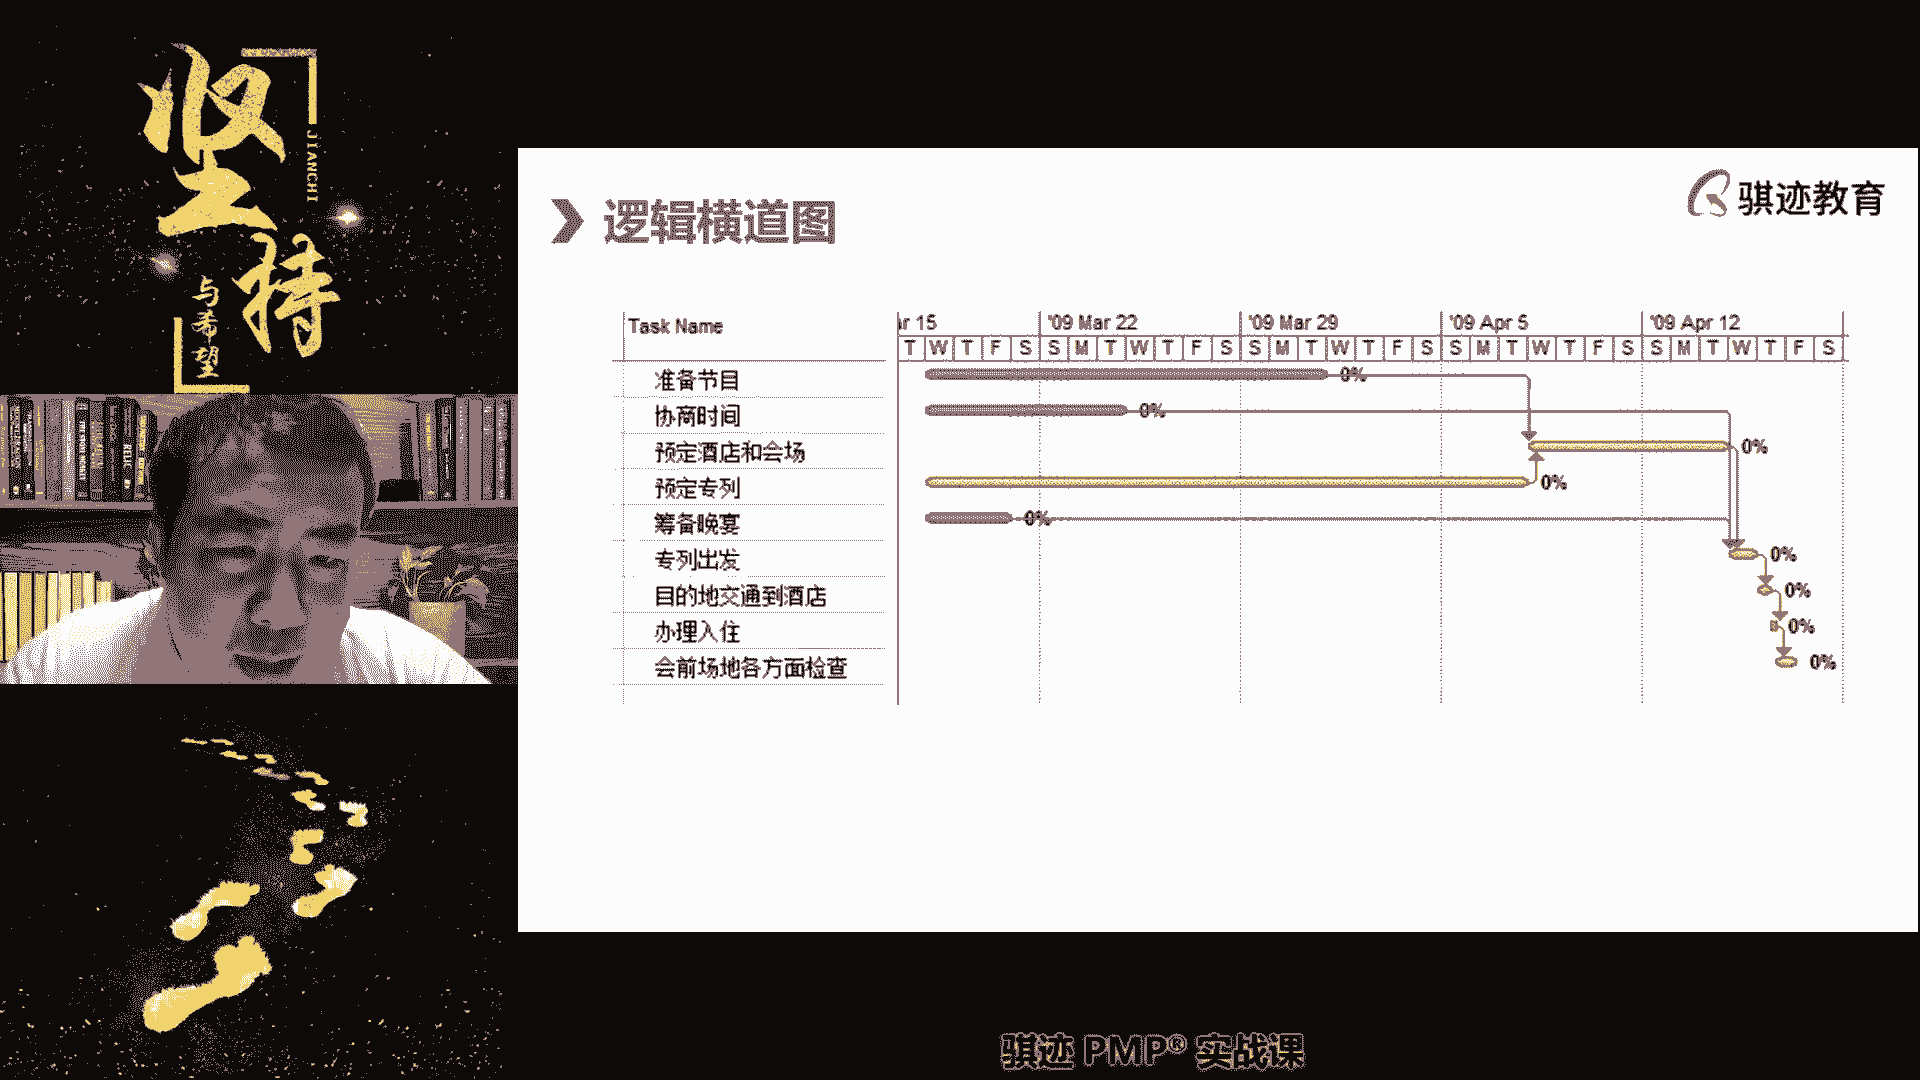 坚持
JIANCHI
与希望
逻辑横道图
骐迹教育
Task Name
ar 15 '09 Mar 22 '09 Mar 29 '09 Apr 5 '09 Apr 12
T W T F S S M T W T F S S M T W T F S S M T W T F S S M T W T F S
准备节目 0%
协商时间 0%
预定酒店和会场 0%
预定专列 0%
筹备晚宴 0%
专列出发 0%
目的地交通到酒店 0%
办理入住 0%
会前场地各方面检查 0%
骐迹 PMP® 实战课